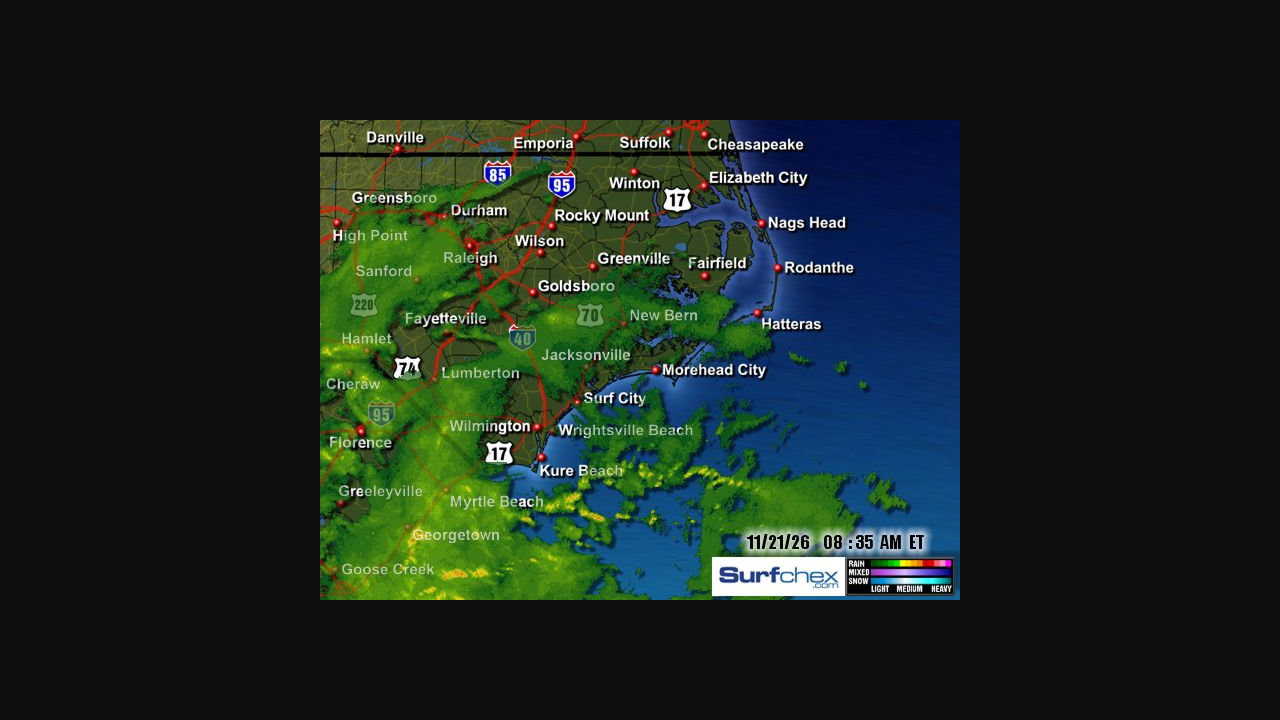 Danville
Emporia
Suffolk
Cheasapeake
85
95
Winton
Elizabeth City
17
Greensboro
Durham
Rocky Mount
Nags Head
High Point
Wilson
Raleigh
Greenville
Fairfield
Rodanthe
Sanford
Goldsboro
220
Fayetteville
70
New Bern
Hatteras
Hamlet
40
Jacksonville
74
Lumberton
Morehead City
Cheraw
Surf City
95
Wilmington
Wrightsville Beach
Florence
17
Kure Beach
Greeleyville
Myrtle Beach
Georgetown
11/21/26 08:35 AM ET
Goose Creek
Surfchex
.com
RAIN
MIXED
SNOW
LIGHT MEDIUM HEAVY